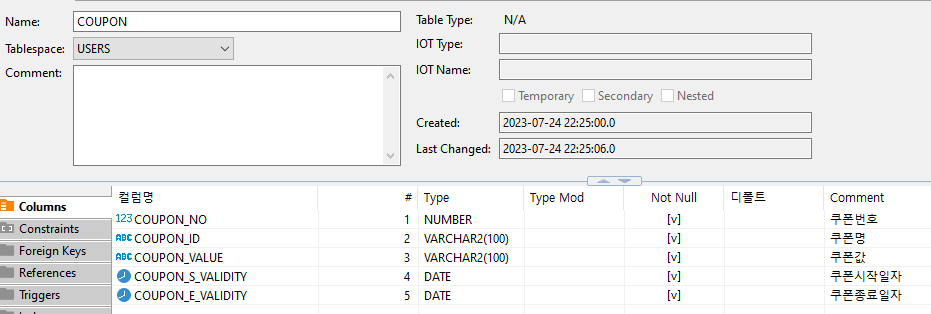 Name: COUPON Table Type: N/A
Tablespace: USERS IOT Type:
Comment: IOT Name:
Temporary Secondary Nested
Created: 2023-07-24 22:25:00.0
Last Changed: 2023-07-24 22:25:06.0
컬럼명 # Type Type Mod Not Null 디폴트 Comment
Columns
Constraints
Foreign Keys
References
Triggers
123 COUPON_NO 1 NUMBER [v] 쿠폰번호
ABC COUPON_ID 2 VARCHAR2(100) [v] 쿠폰명
ABC COUPON_VALUE 3 VARCHAR2(100) [v] 쿠폰값
COUPON_S_VALIDITY 4 DATE [v] 쿠폰시작일자
COUPON_E_VALIDITY 5 DATE [v] 쿠폰종료일자